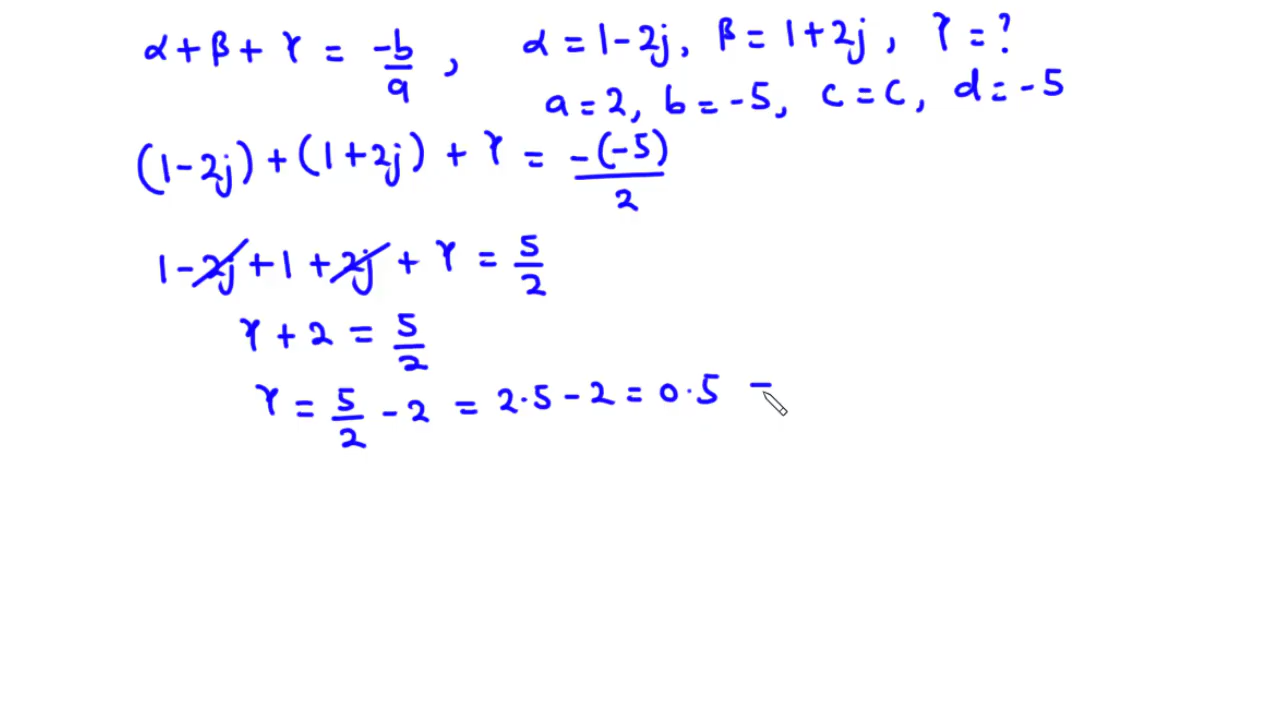 α + β + γ = -b/a , α = 1 - 2j, β = 1 + 2j, γ = ?
a = 2, b = -5, c = c, d = -5
(1 - 2j) + (1 + 2j) + γ = -(-5)/2
1 - 2j + 1 + 2j + γ = 5/2
γ + 2 = 5/2
γ = 5/2 - 2 = 2.5 - 2 = 0.5